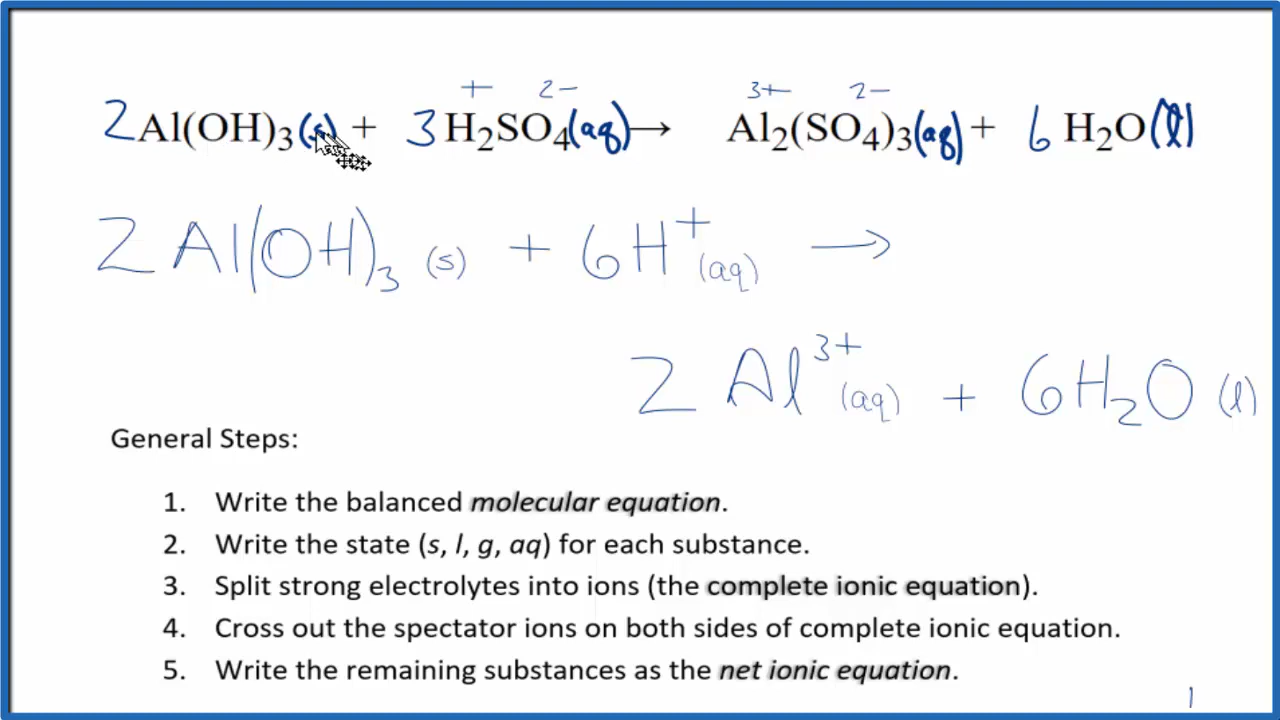 + 2− 3+ 2−
2Al(OH)₃(s) + 3H₂SO₄(aq) → Al₂(SO₄)₃(aq) + 6H₂O(l)
2Al(OH)₃ (s) + 6H⁺(aq) →
2Al³⁺(aq) + 6H₂O (l)
General Steps:
1. Write the balanced molecular equation.
2. Write the state (s, l, g, aq) for each substance.
3. Split strong electrolytes into ions (the complete ionic equation).
4. Cross out the spectator ions on both sides of complete ionic equation.
5. Write the remaining substances as the net ionic equation.
1